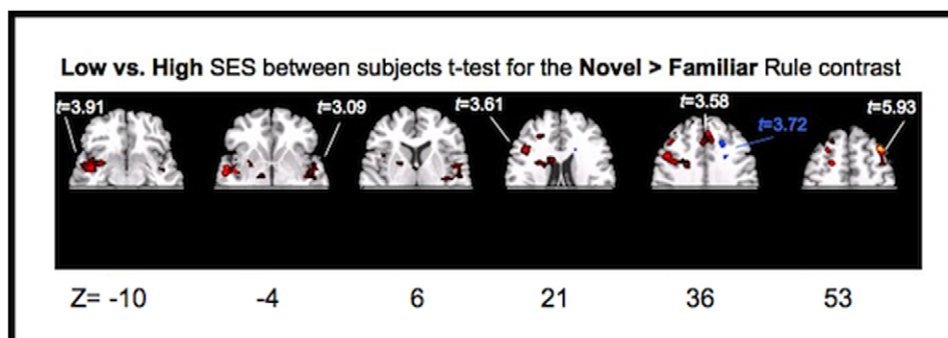 Low vs. High SES between subjects t-test for the Novel > Familiar Rule contrast
t=3.91
t=3.09
t=3.61
t=3.58
t=3.72
t=5.93
Z= -10 -4 6 21 36 53